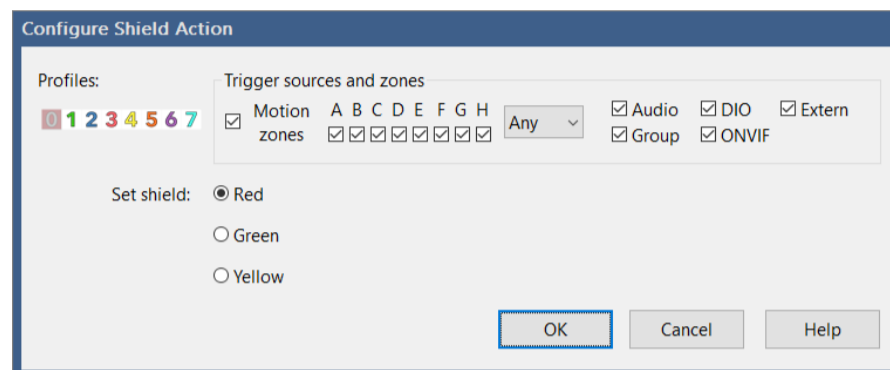 Configure Shield Action
Profiles:
0 1 2 3 4 5 6 7
Trigger sources and zones
Motion zones
A B C D E F G H
Any
Audio
DIO
Extern
Group
ONVIF
Set shield:
Red
Green
Yellow
OK
Cancel
Help